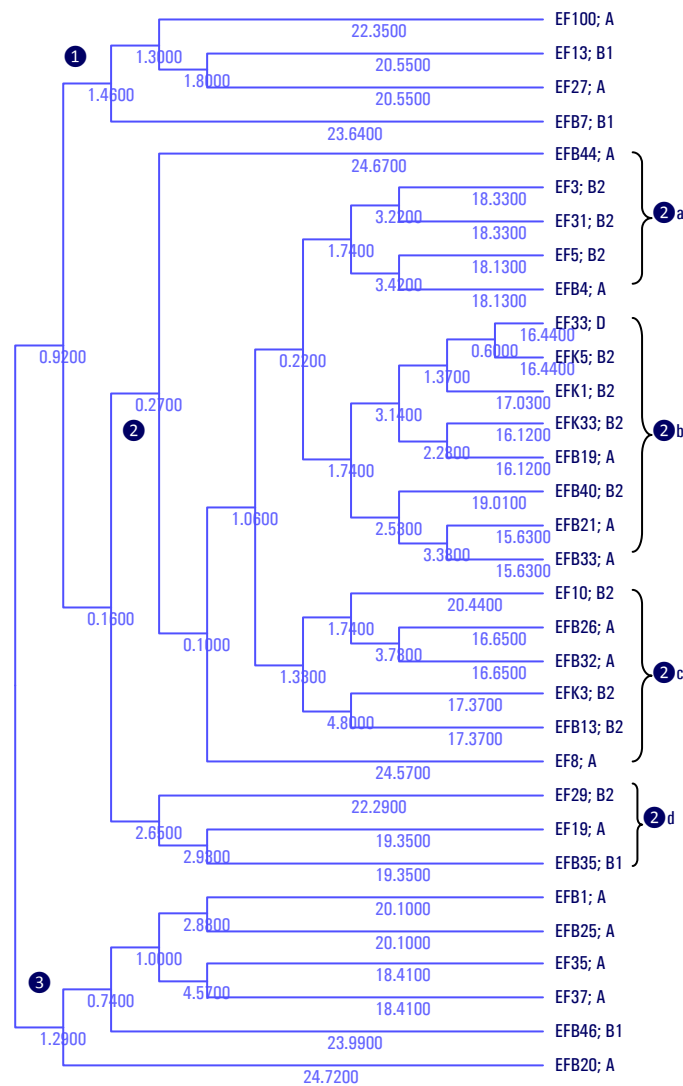 EF100; A
22.3500
1
1.3000
EF13; B1
20.5500
1.8000
EF27; A
20.5500
1.4600
EFB7; B1
23.6400
EFB44; A
24.6700
EF3; B2
18.3300
3.2200
2 a
EF31; B2
18.3300
1.7400
EF5; B2
18.1300
3.4200
EFB4; A
18.1300
EF33; D
16.4400
0.9200
0.2200
0.6000
EFK5; B2
16.4400
1.3700
EFK1; B2
17.0300
0.2700
3.1400
2
EFK33; B2
16.1200
2 b
2.2800
EFB19; A
16.1200
1.7400
EFB40; B2
19.0100
1.0600
2.5300
EFB21; A
15.6300
3.3800
EFB33; A
15.6300
EF10; B2
20.4400
0.1600
1.7400
EFB26; A
16.6500
0.1000
3.7800
EFB32; A
16.6500
2 c
1.3300
EFK3; B2
17.3700
4.8000
EFB13; B2
17.3700
EF8; A
24.5700
EF29; B2
22.2900
2 d
2.6500
EF19; A
19.3500
2.9300
EFB35; B1
19.3500
EFB1; A
20.1000
2.8800
EFB25; A
20.1000
1.0000
EF35; A
18.4100
3
4.5700
0.7400
EF37; A
18.4100
1.2900
EFB46; B1
23.9900
EFB20; A
24.7200